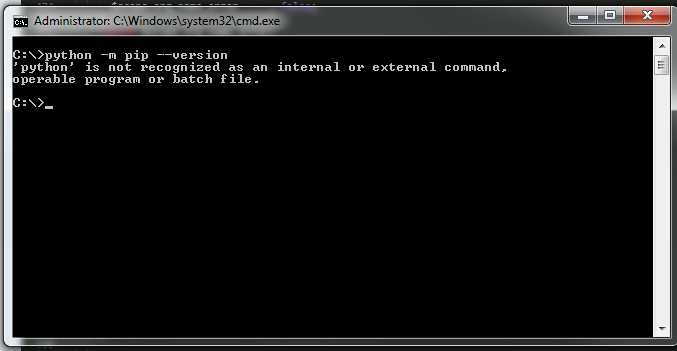 Administrator: C:\Windows\system32\cmd.exe
C:\>python -m pip --version
'python' is not recognized as an internal or external command,
operable program or batch file.
C:\>_